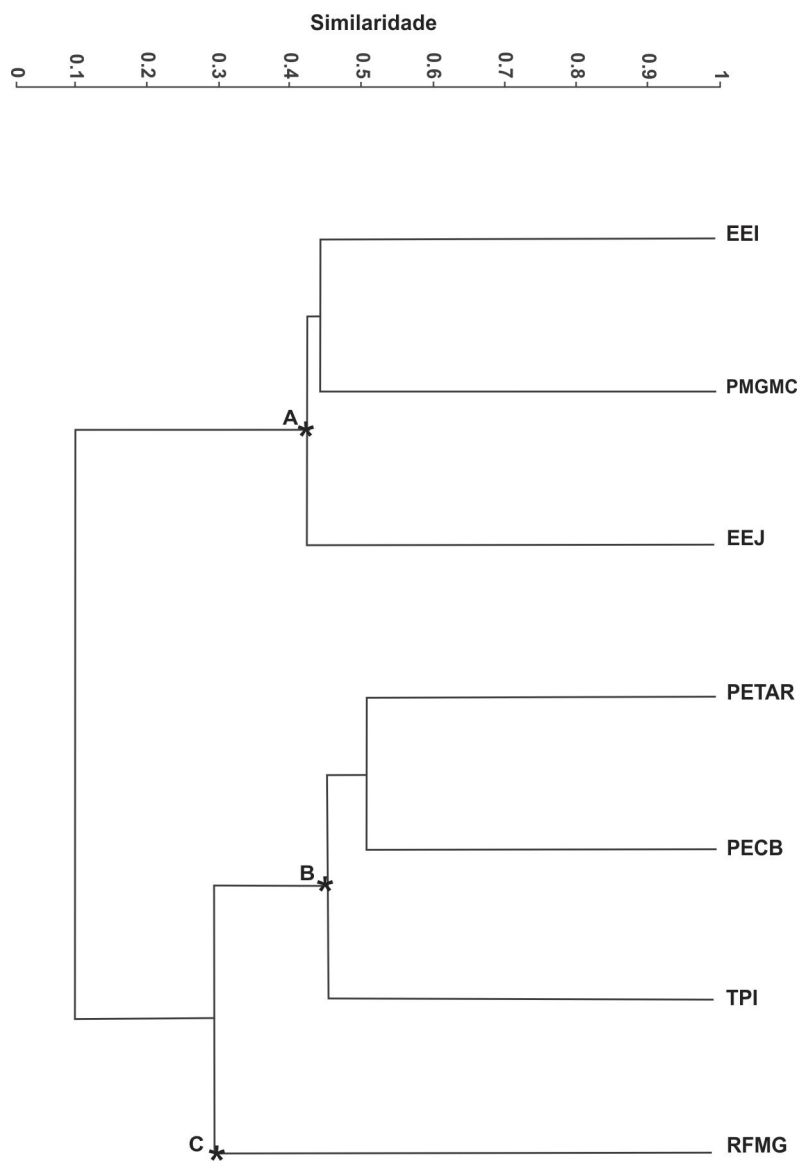 Similaridade
0 0.1 0.2 0.3 0.4 0.5 0.6 0.7 0.8 0.9 1
EEI
PMGMC
A*
EEJ
PETAR
PECB
B*
TPI
C*
RFMG